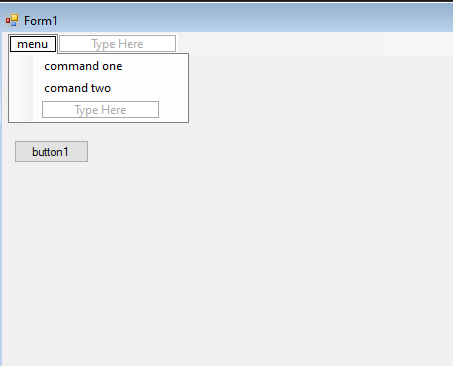 Form1
menu Type Here
command one
comand two
Type Here
button1